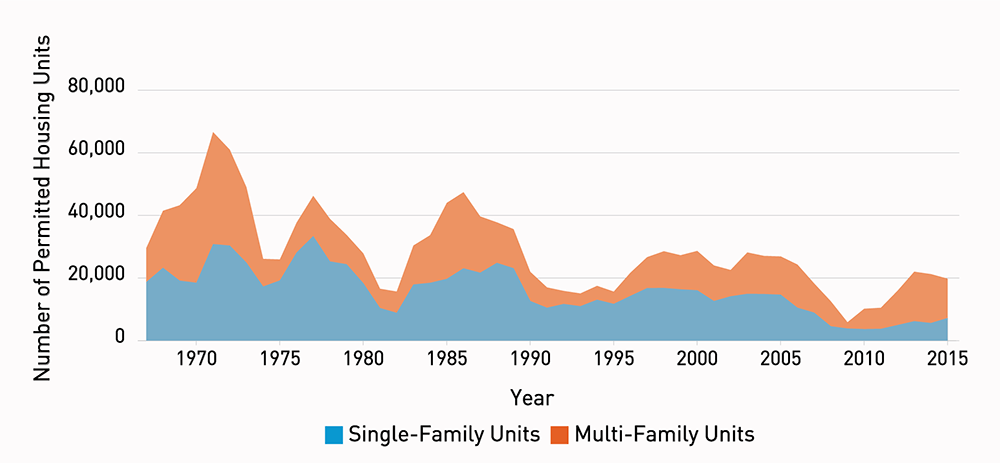 Number of Permitted Housing Units
80,000
60,000
40,000
20,000
0
1970 1975 1980 1985 1990 1995 2000 2005 2010 2015
Year
Single-Family Units Multi-Family Units